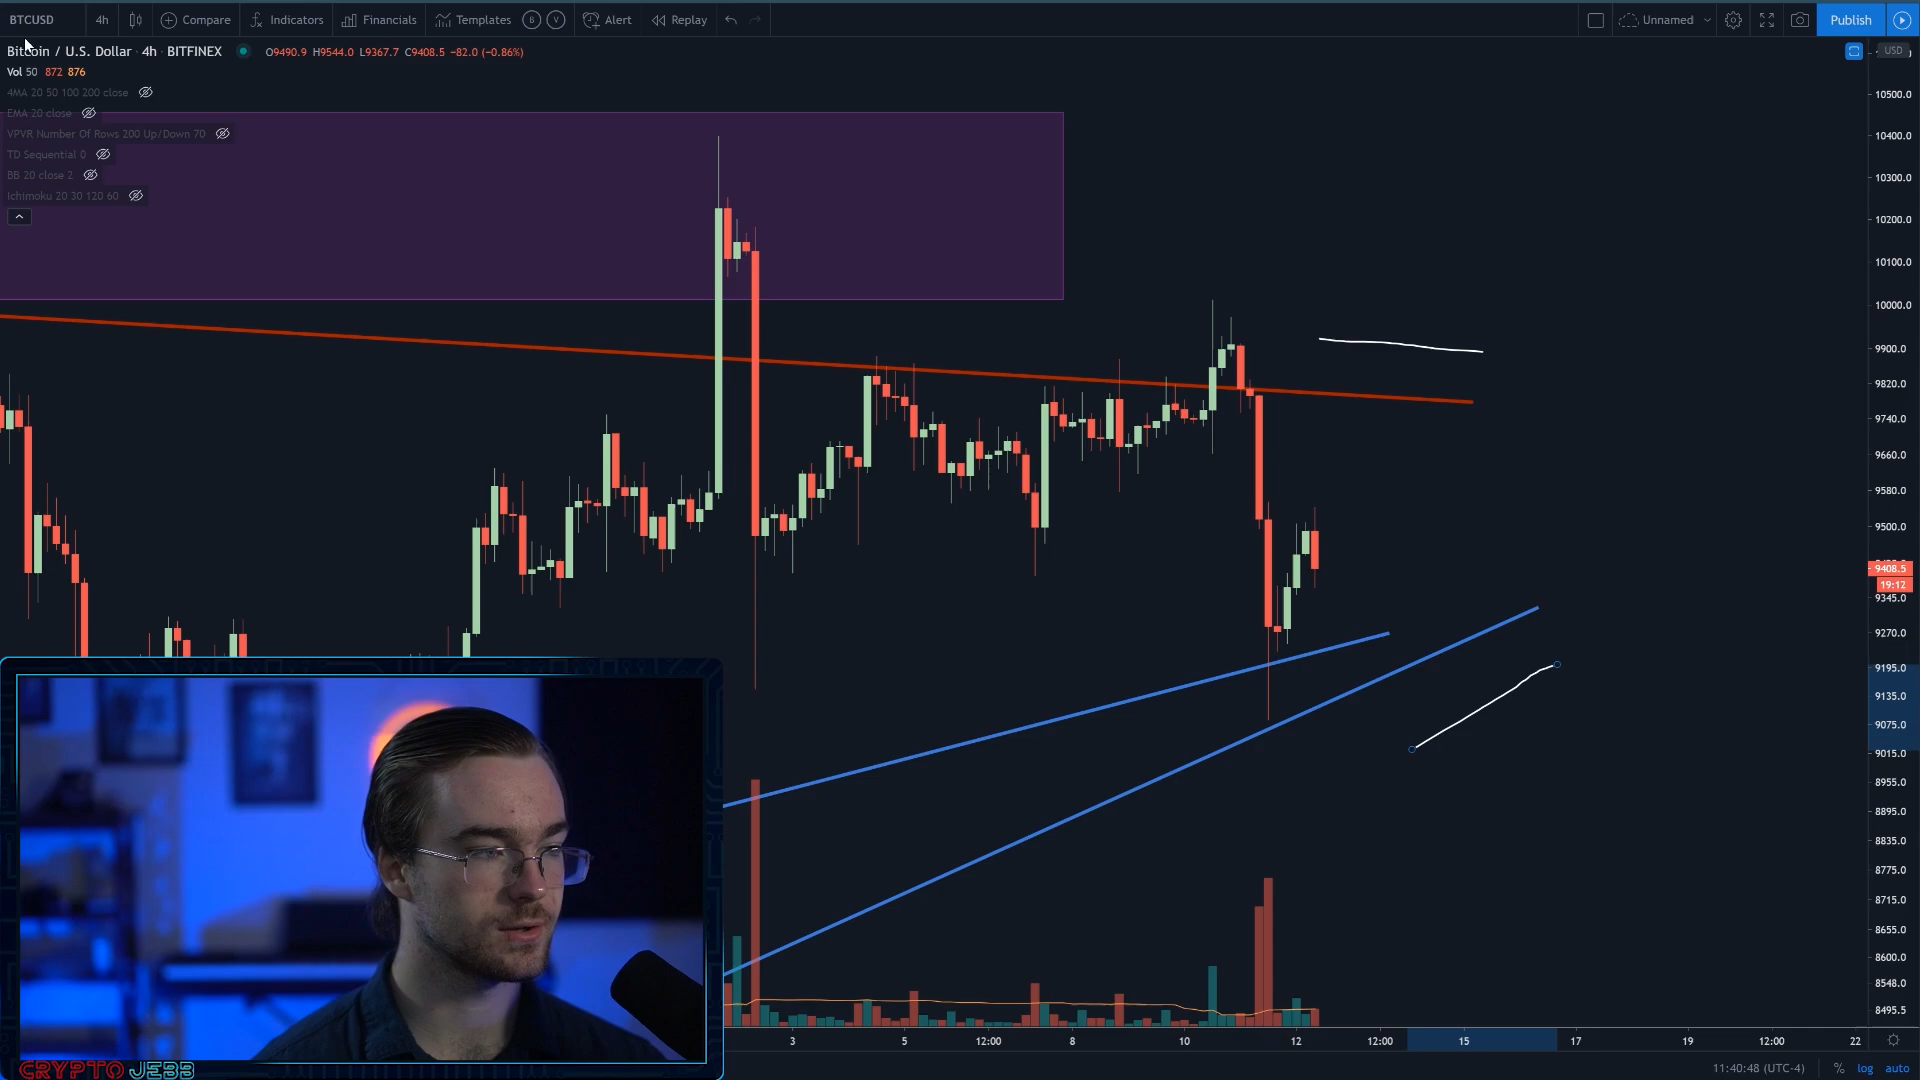 BTCUSD 4h Compare Indicators Financials Templates B V Alert Replay Unnamed Publish
Bitcoin / U.S. Dollar · 4h · BITFINEX O9490.9 H9544.0 L9367.7 C9408.5 −82.0 (−0.86%) USD
Vol 50 872 876
4MA 20 50 100 200 close
EMA 20 close
VPVR Number Of Rows 200 Up/Down 70
TD Sequential 0
BB 20 close 2
Ichimoku 20 30 120 60
10500.0
10400.0
10300.0
10200.0
10100.0
10000.0
9900.0
9820.0
9740.0
9660.0
9580.0
9500.0
9408.5
19:12
9345.0
9270.0
9195.0
9135.0
9075.0
9015.0
8955.0
8895.0
8835.0
8775.0
8715.0
8655.0
8600.0
8548.0
8495.5
3 5 12:00 8 10 12 12:00 15 17 19 12:00 22
CRYPTO JEBB
11:40:48 (UTC-4) % log auto